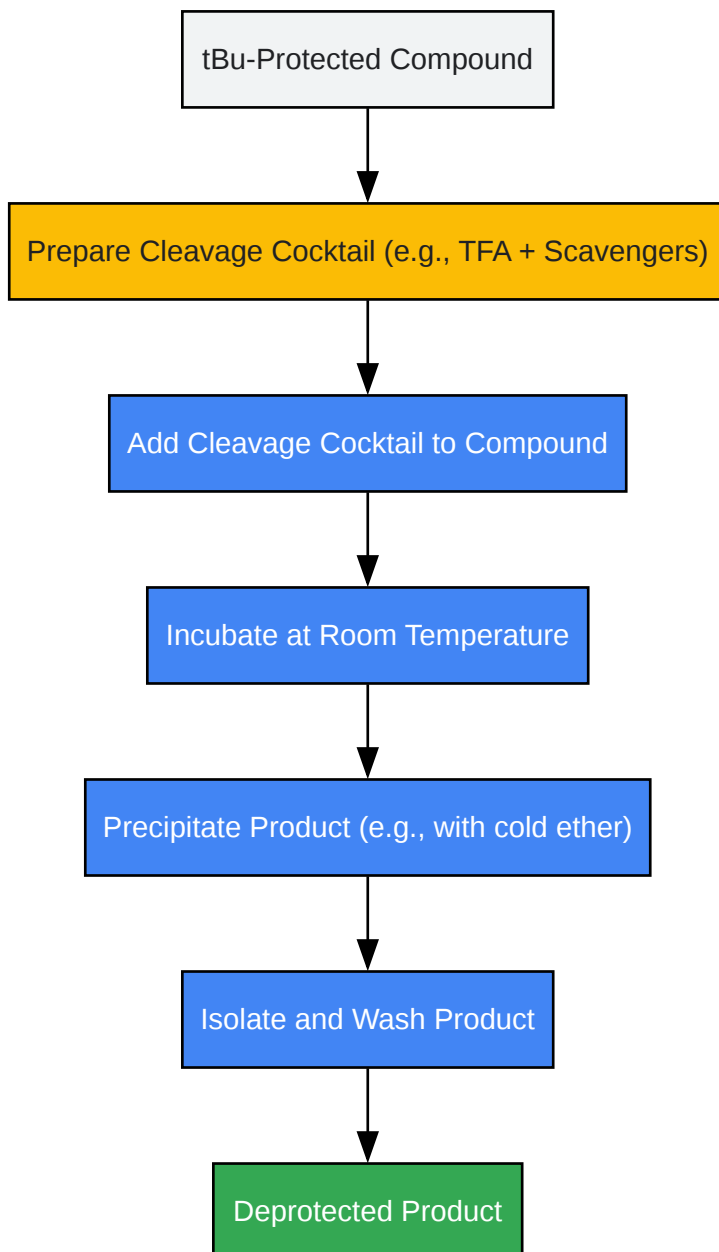 tBu-Protected Compound
Prepare Cleavage Cocktail (e.g., TFA + Scavengers)
Add Cleavage Cocktail to Compound
Incubate at Room Temperature
Precipitate Product (e.g., with cold ether)
Isolate and Wash Product
Deprotected Product